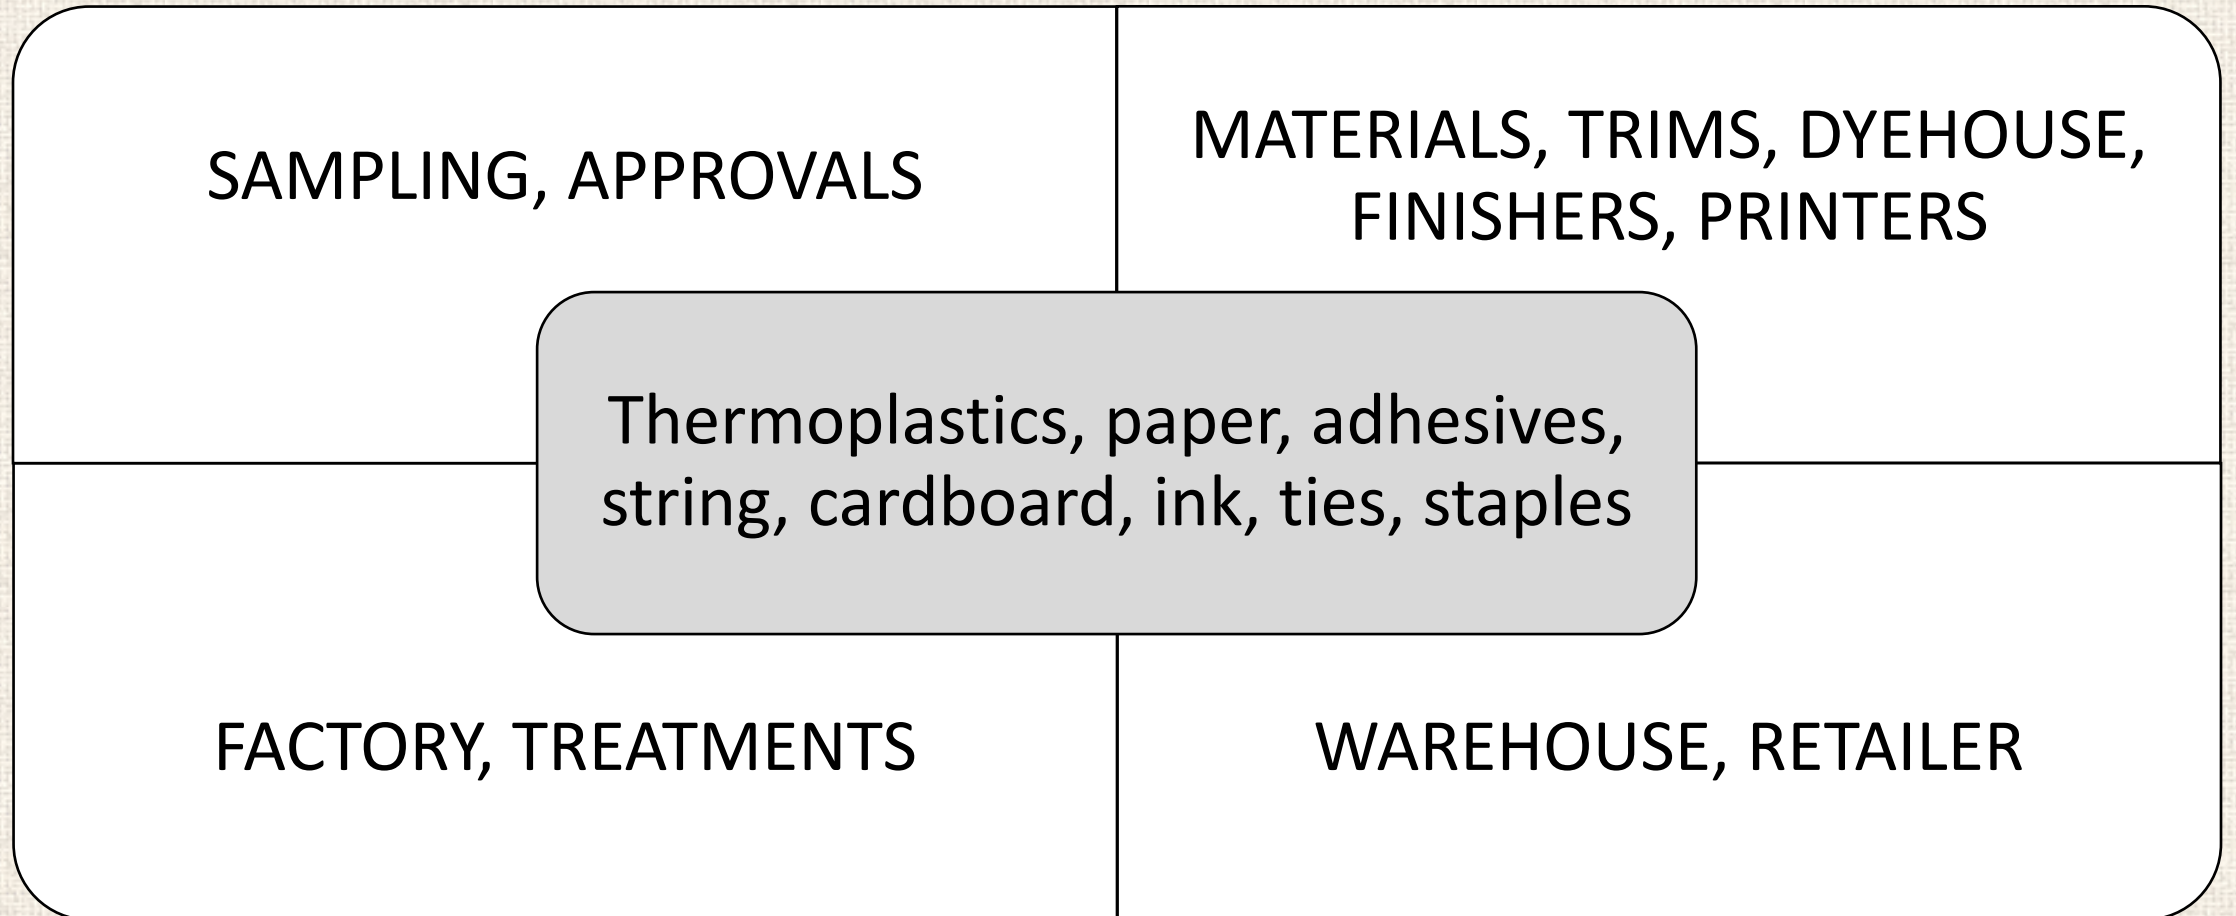 SAMPLING, APPROVALS
MATERIALS, TRIMS, DYEHOUSE,
FINISHERS, PRINTERS
Thermoplastics, paper, adhesives,
string, cardboard, ink, ties, staples
FACTORY, TREATMENTS
WAREHOUSE, RETAILER